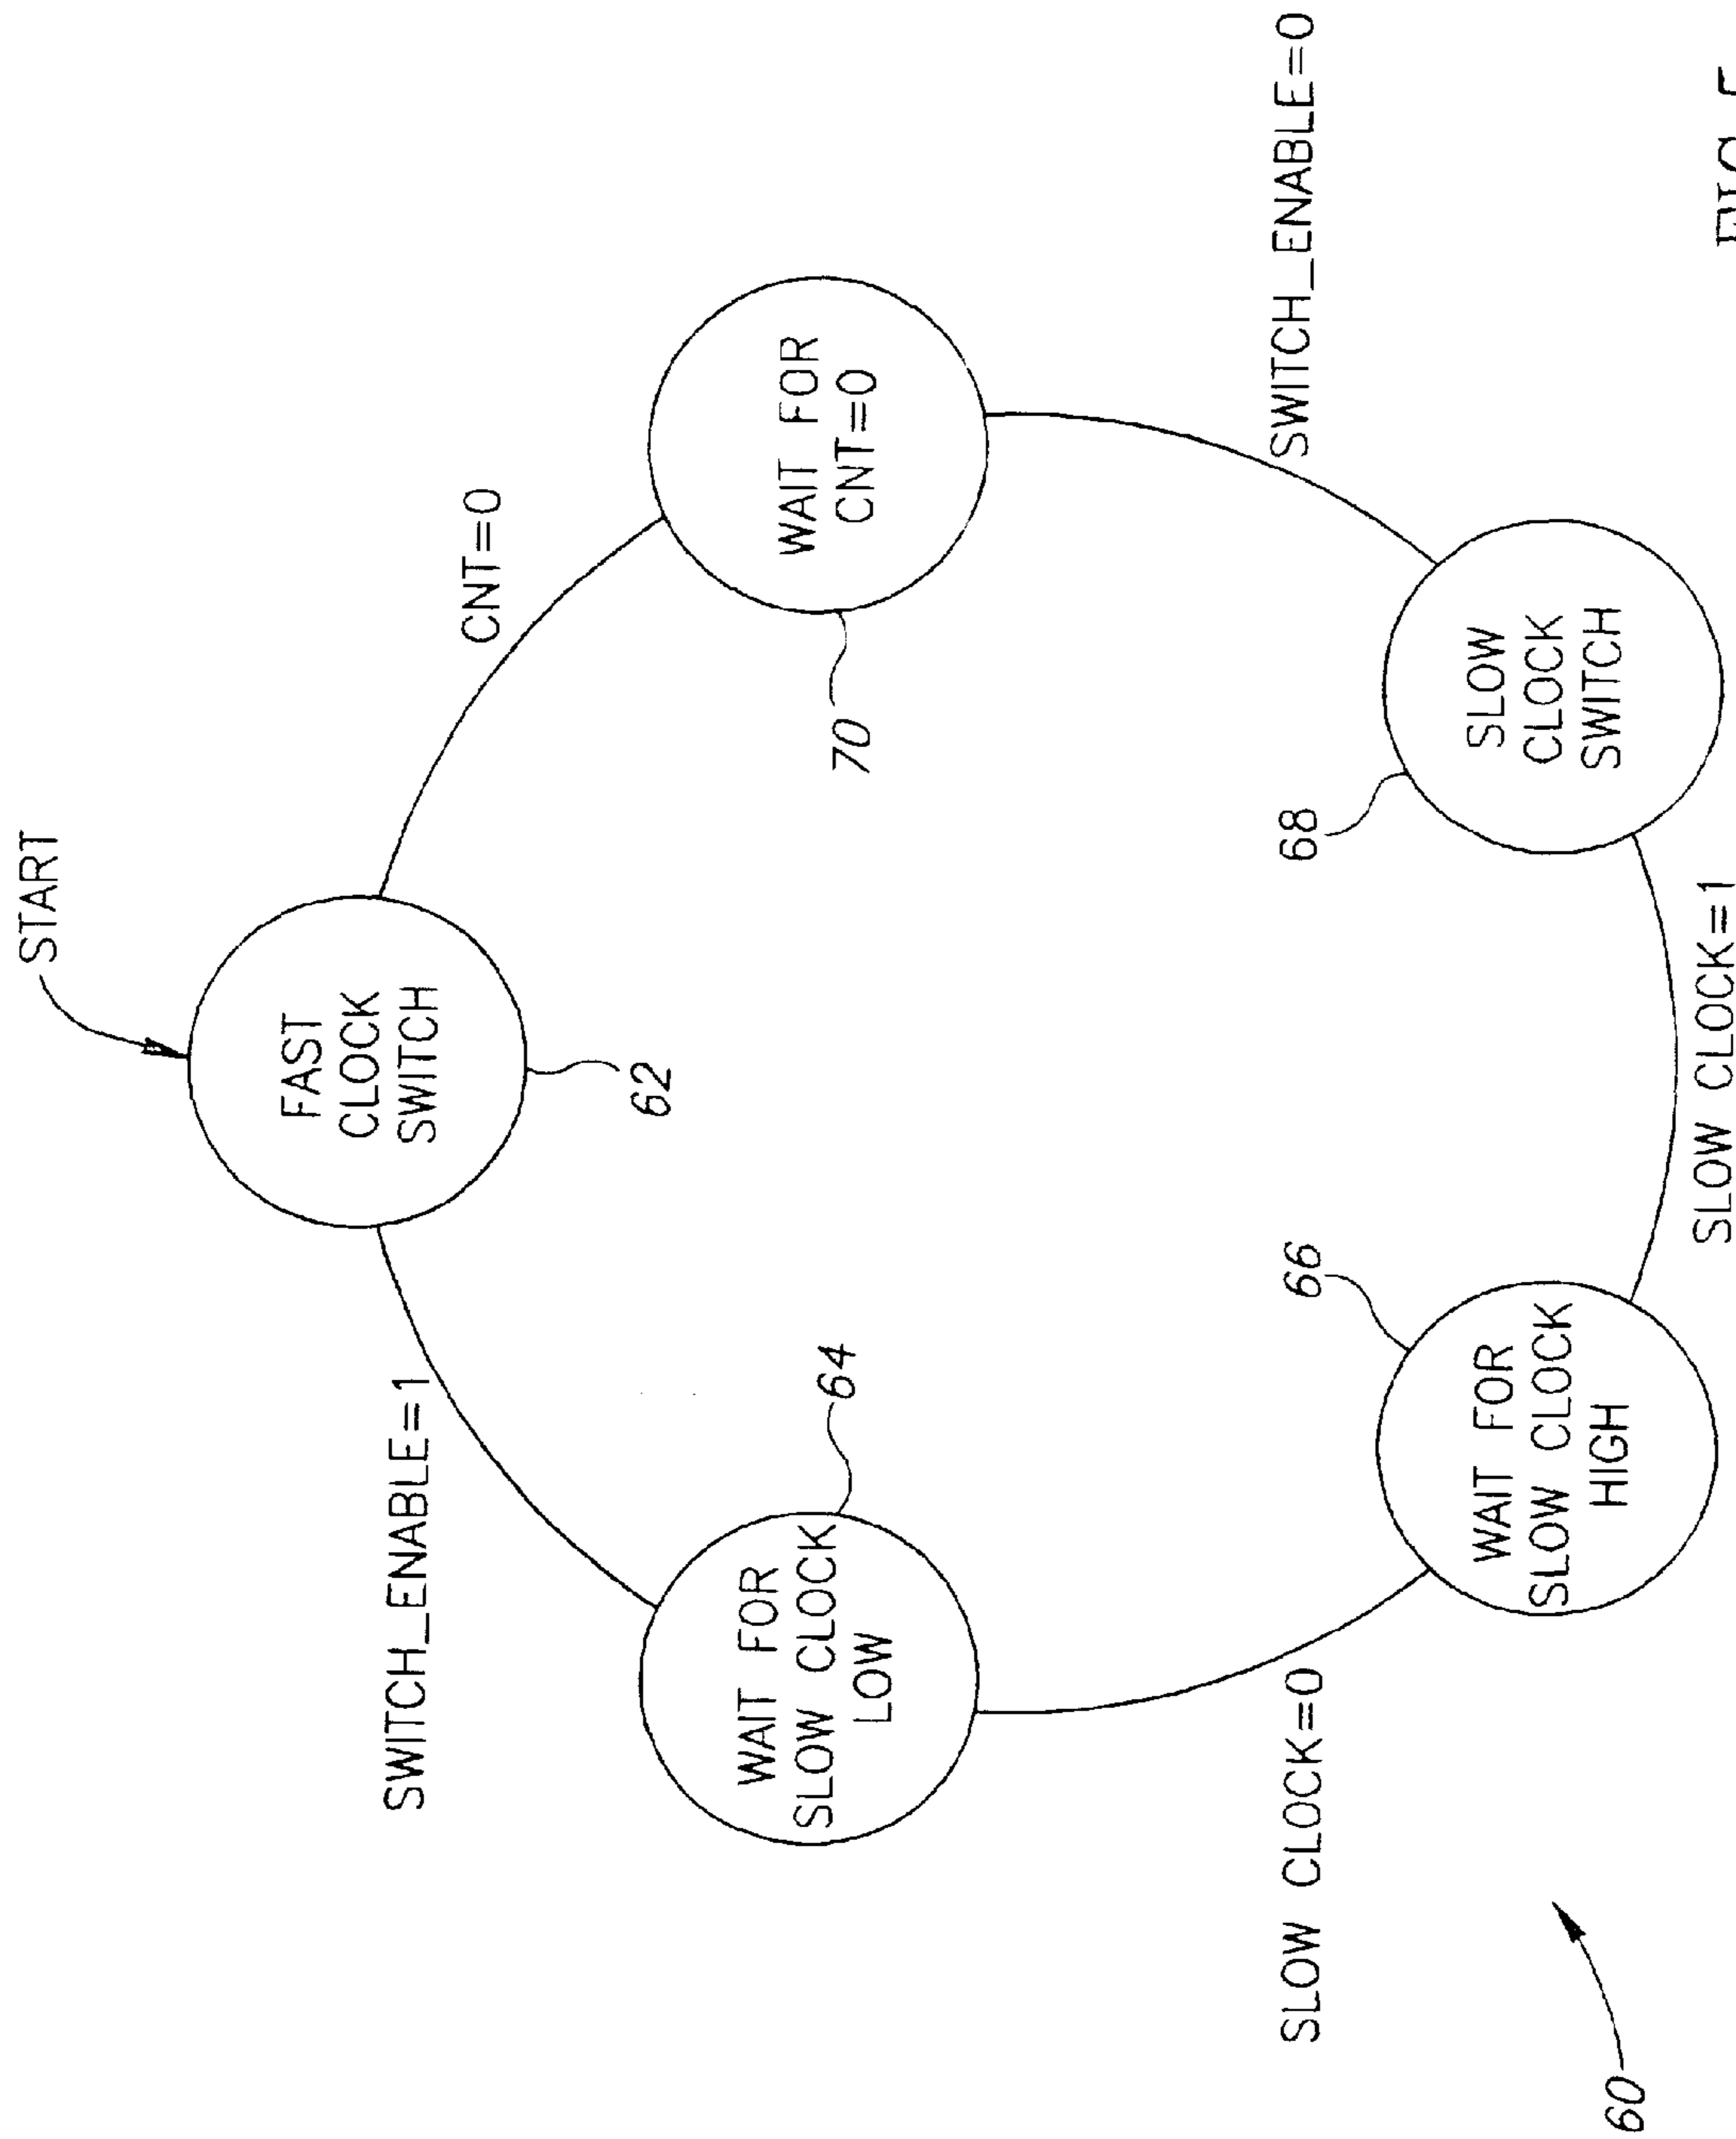 START
FAST
CLOCK
SWITCH
62
SWITCH_ENABLE=1
CNT=0
WAIT FOR
SLOW CLOCK
LOW
64
WAIT FOR
CNT=0
70
SLOW CLOCK=0
SWITCH_ENABLE=0
66
68
WAIT FOR
SLOW CLOCK
HIGH
SLOW
CLOCK
SWITCH
60
SLOW CLOCK=1